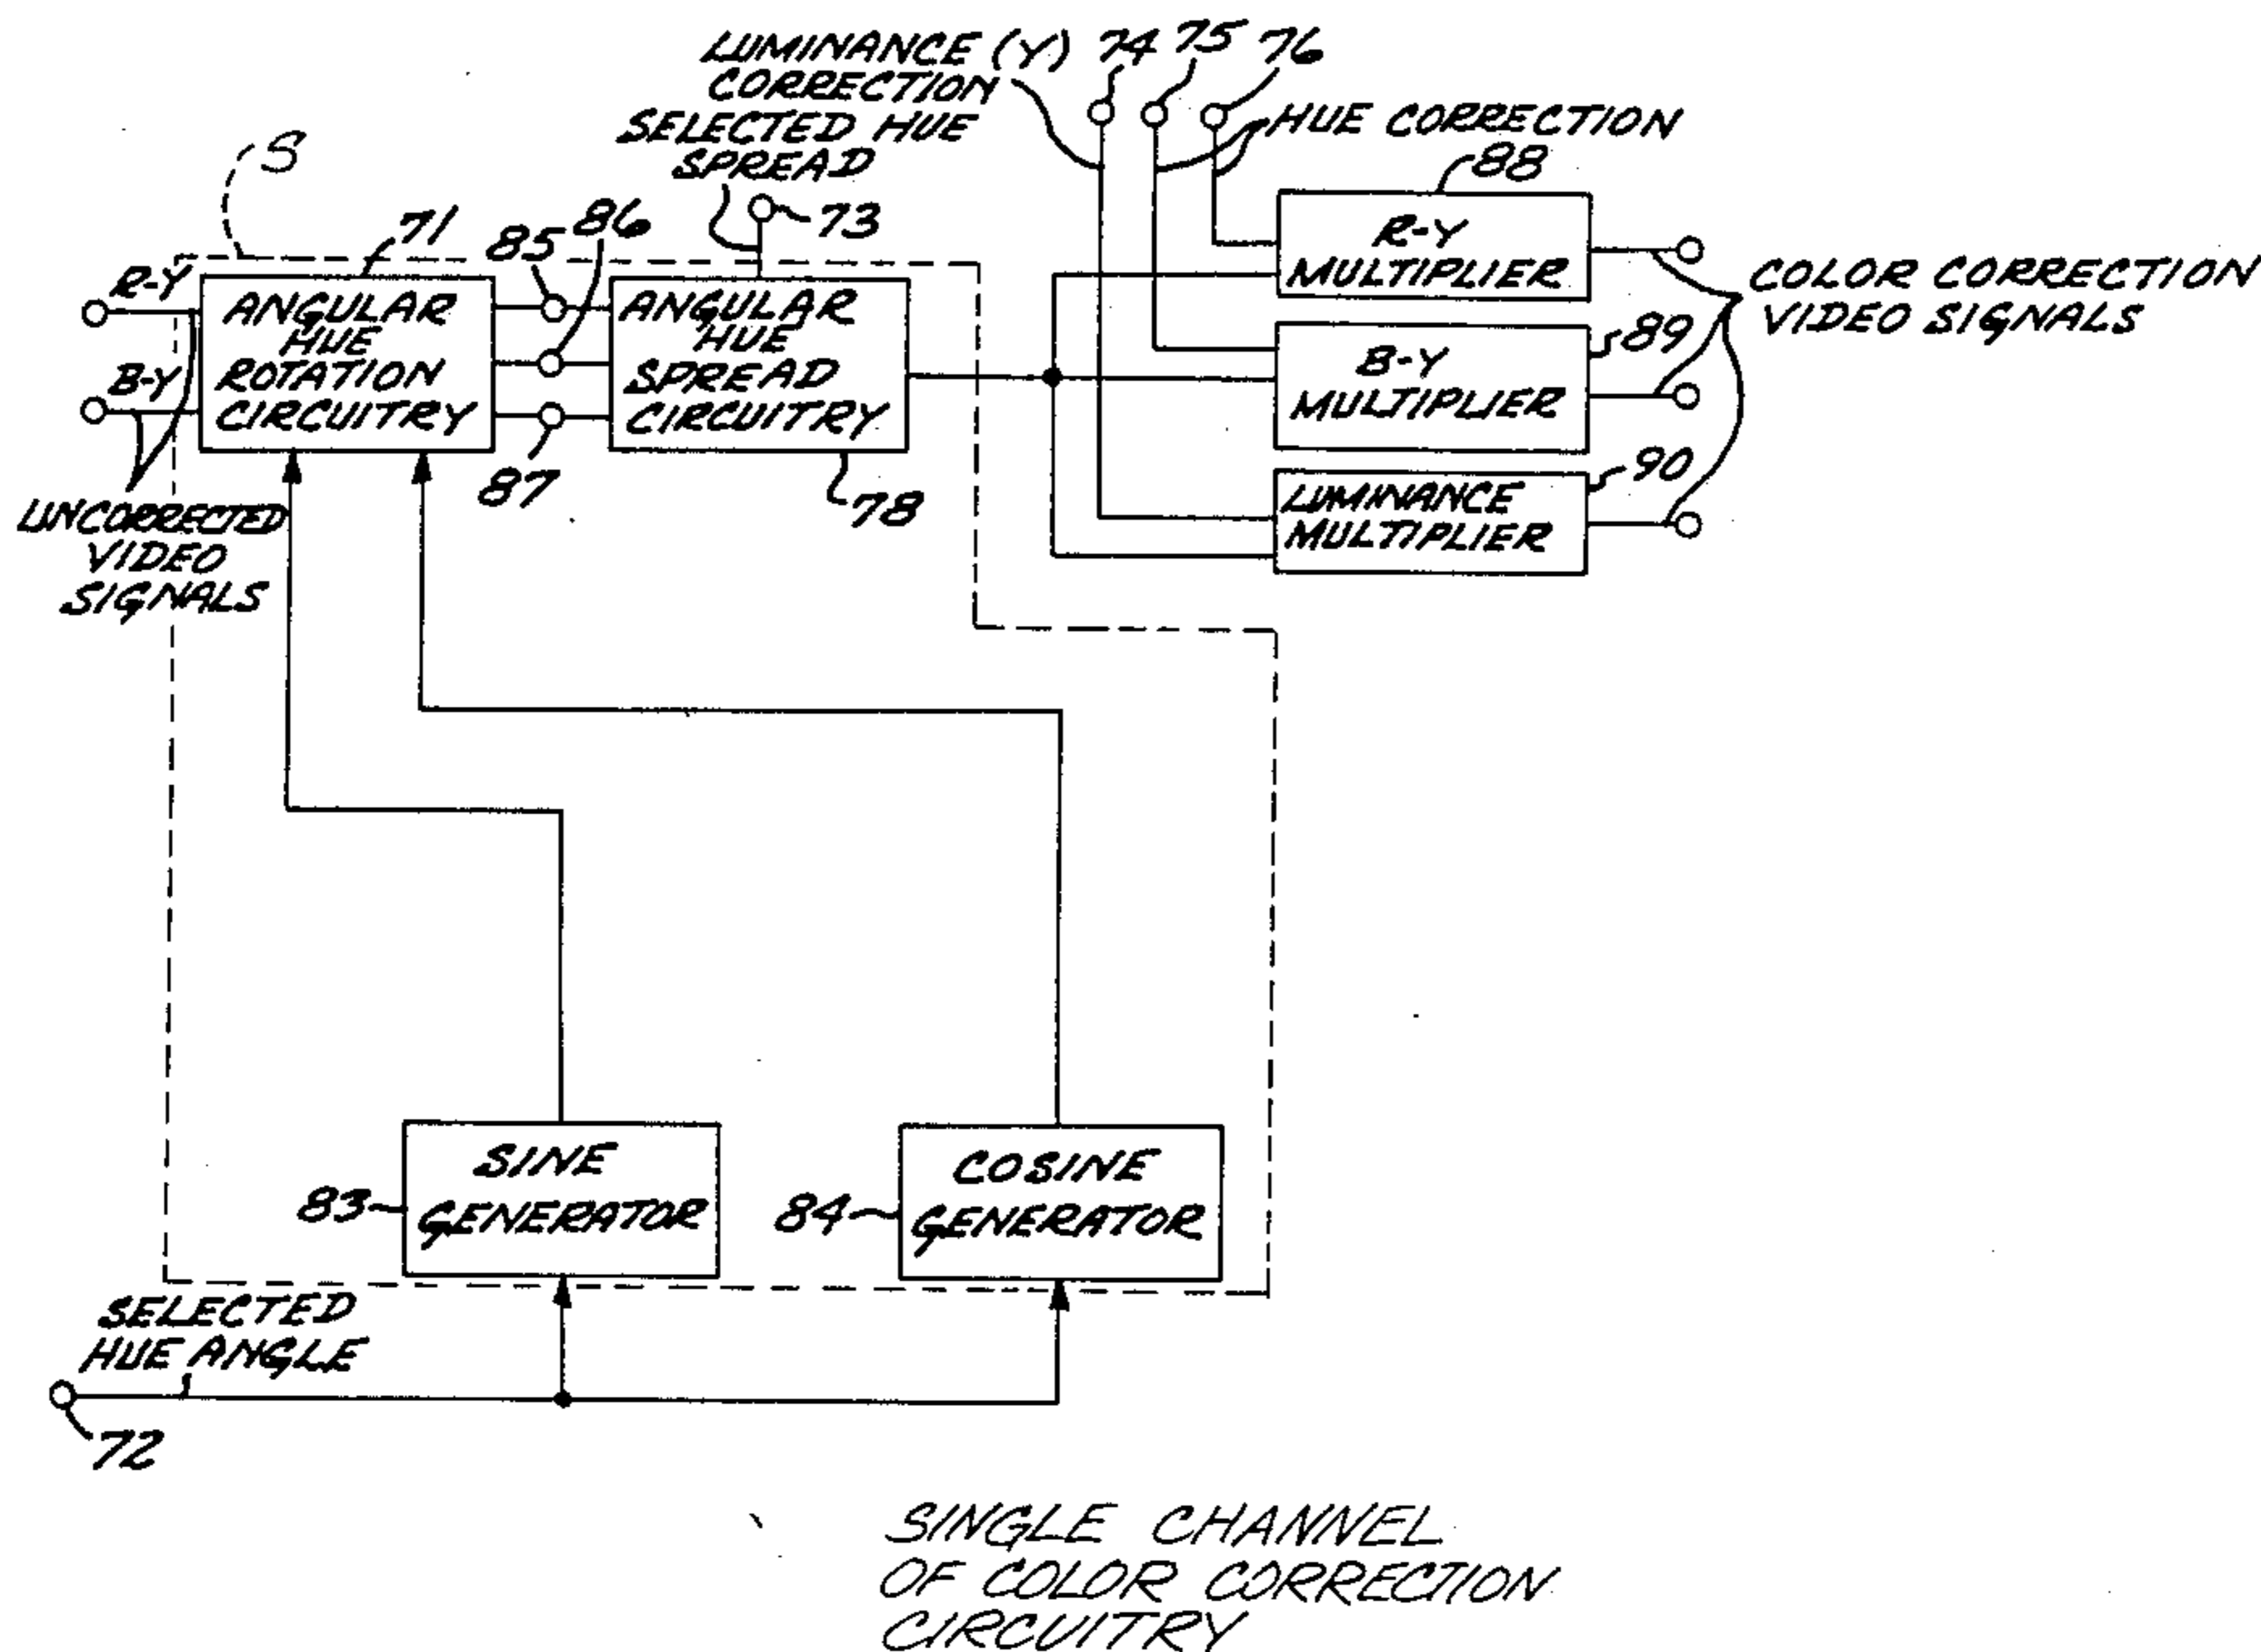 LUMINANCE (Y)
CORRECTION
74
75
76
SELECTED HUE
SPREAD
HUE CORRECTION
S
71
85
86
73
88
R-Y
B-Y
ANGULAR
HUE
ROTATION
CIRCUITRY
ANGULAR
HUE
SPREAD
CIRCUITRY
R-Y
MULTIPLIER
COLOR CORRECTION
VIDEO SIGNALS
89
B-Y
MULTIPLIER
87
78
90
LUMINANCE
MULTIPLIER
UNCORRECTED
VIDEO
SIGNALS
83
SINE
GENERATOR
84
COSINE
GENERATOR
SELECTED
HUE ANGLE
72
SINGLE CHANNEL
OF COLOR CORRECTION
CIRCUITRY